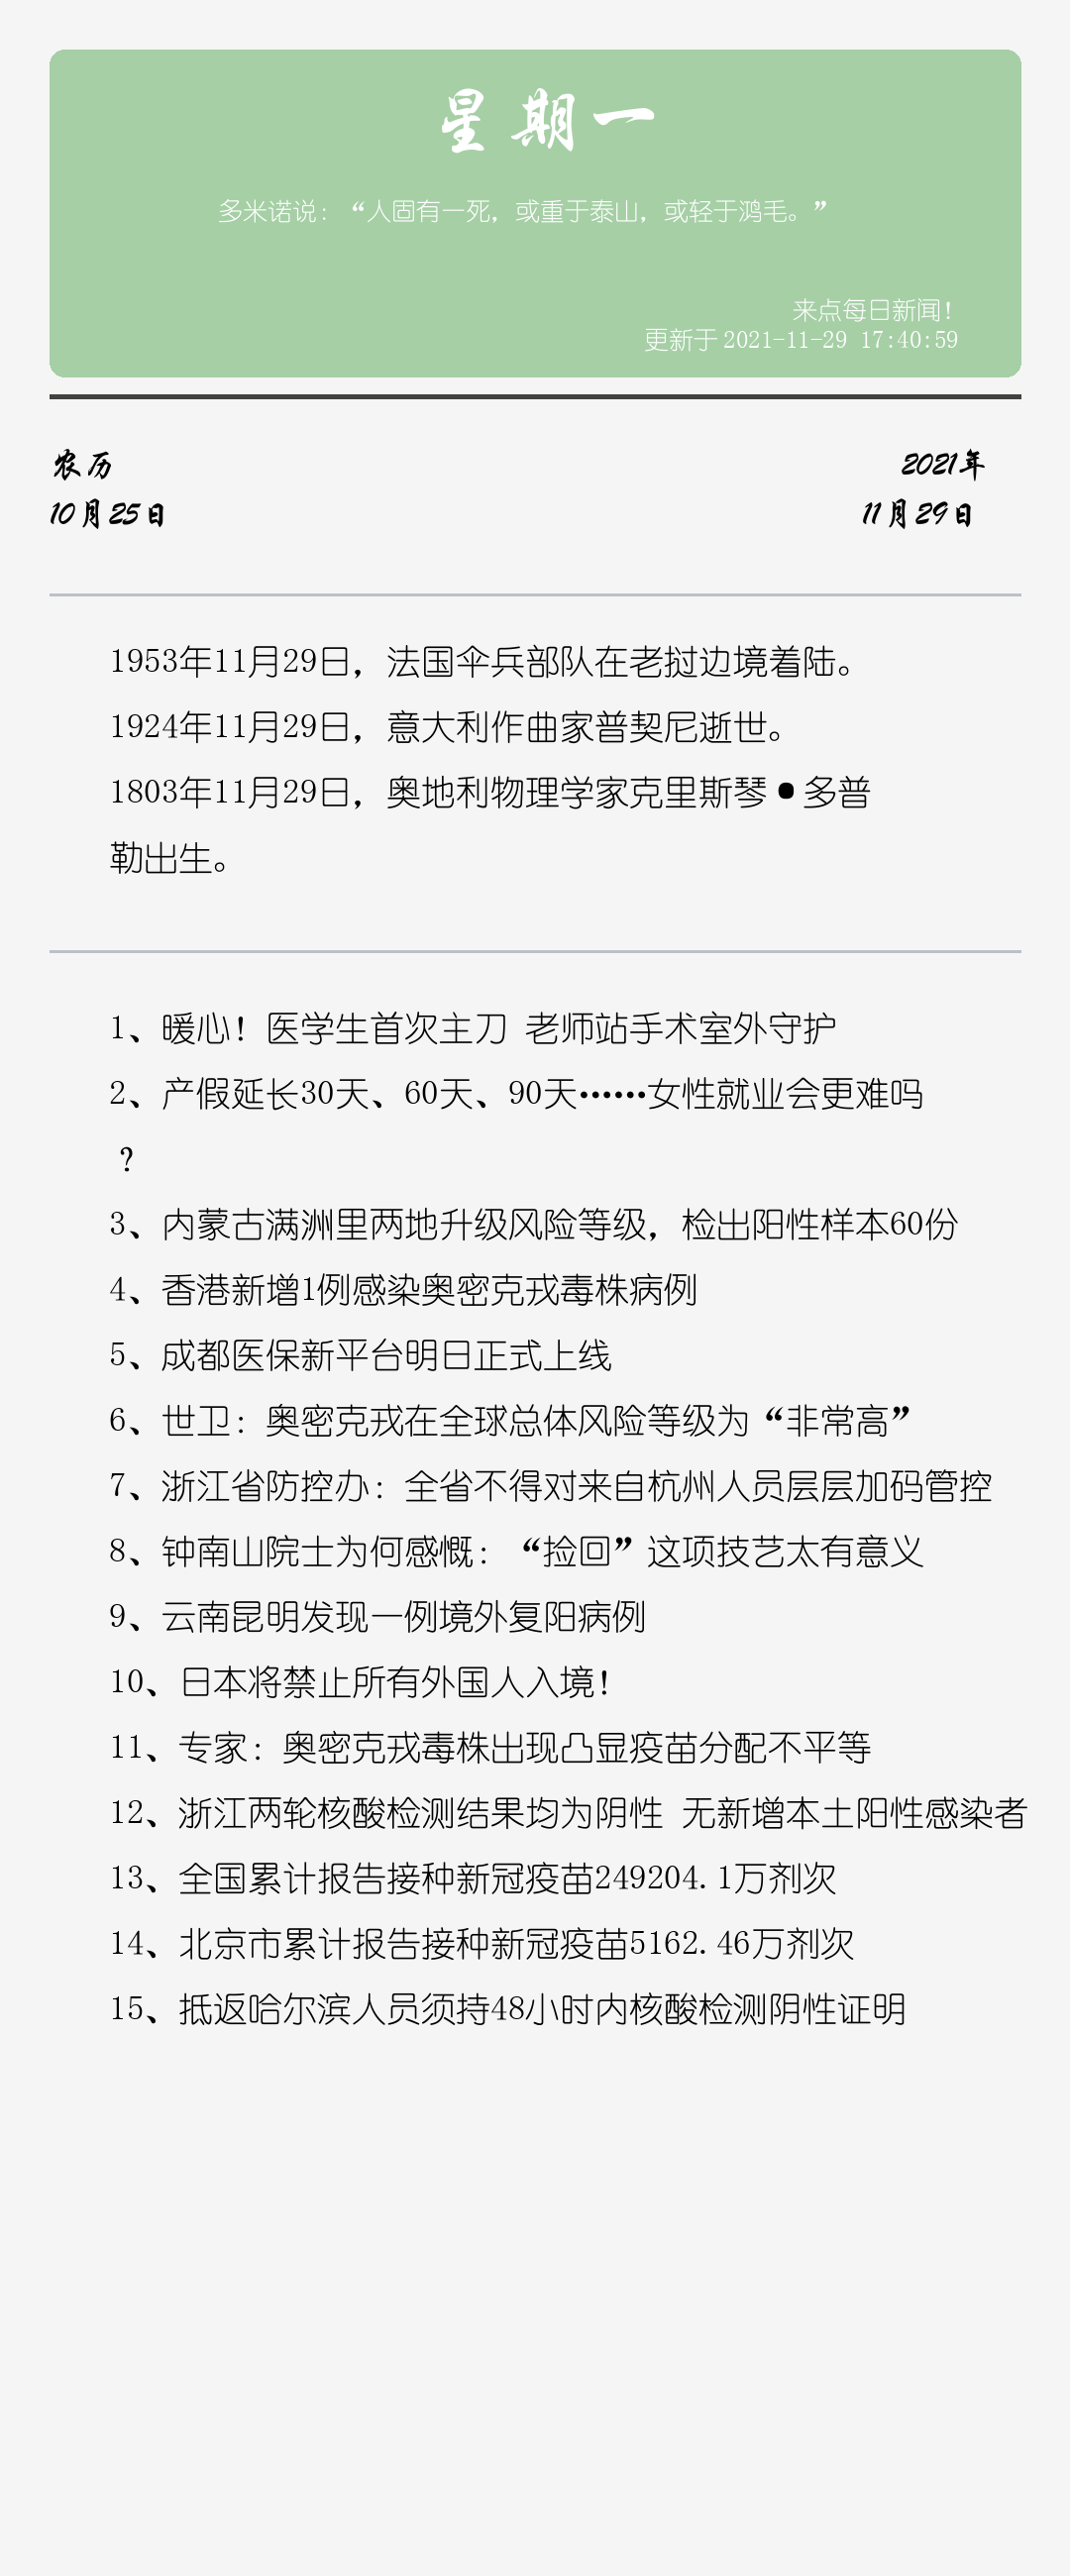 星期一
多米诺说：“人固有一死，或重于泰山，或轻于鸿毛。”
来点每日新闻！
更新于 2021-11-29 17:40:59
农历
2021年
10月25日
11月29日
1953年11月29日，法国伞兵部队在老挝边境着陆。
1924年11月29日，意大利作曲家普契尼逝世。
1803年11月29日，奥地利物理学家克里斯琴•多普
勒出生。
1、暖心！医学生首次主刀 老师站手术室外守护
2、产假延长30天、60天、90天……女性就业会更难吗
？
3、内蒙古满洲里两地升级风险等级，检出阳性样本60份
4、香港新增1例感染奥密克戎毒株病例
5、成都医保新平台明日正式上线
6、世卫：奥密克戎在全球总体风险等级为“非常高”
7、浙江省防控办：全省不得对来自杭州人员层层加码管控
8、钟南山院士为何感慨：“捡回”这项技艺太有意义
9、云南昆明发现一例境外复阳病例
10、日本将禁止所有外国人入境！
11、专家：奥密克戎毒株出现凸显疫苗分配不平等
12、浙江两轮核酸检测结果均为阴性 无新增本土阳性感染者
13、全国累计报告接种新冠疫苗249204.1万剂次
14、北京市累计报告接种新冠疫苗5162.46万剂次
15、抵返哈尔滨人员须持48小时内核酸检测阴性证明